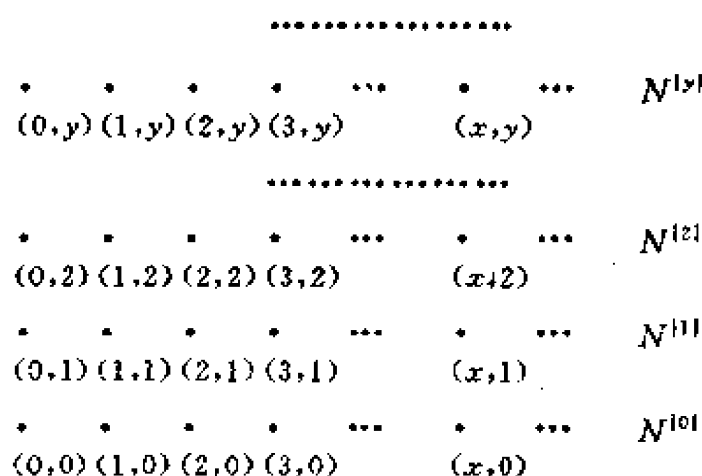 ..................
• • • • ... • ... N^{[y]}
(0,y) (1,y) (2,y) (3,y) (x,y)
..................
• • • • ... • ... N^{[2]}
(0,2) (1,2) (2,2) (3,2) (x,2)
• • • • ... • ... N^{[1]}
(0,1) (1,1) (2,1) (3,1) (x,1)
• • • • ... • ... N^{[0]}
(0,0) (1,0) (2,0) (3,0) (x,0)